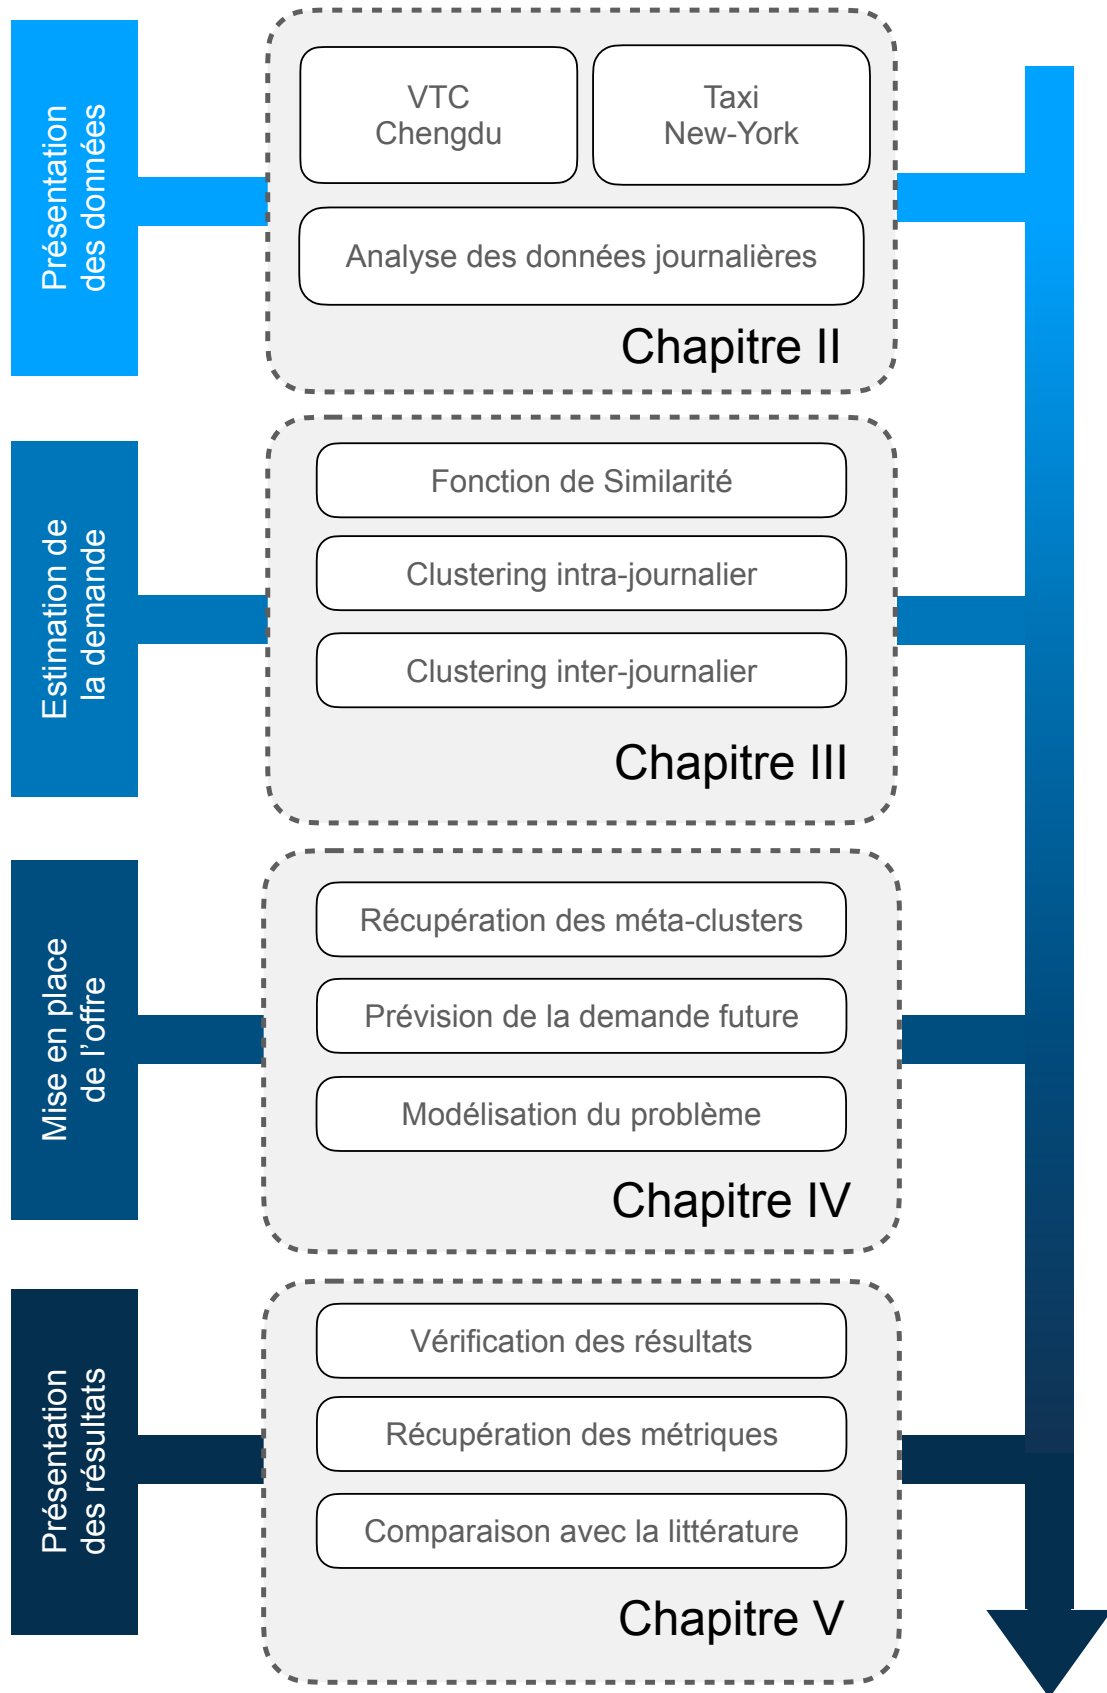 Présentation
des données
VTC
Chengdu
Taxi
New-York
Analyse des données journalières
Chapitre II
Estimation de
la demande
Fonction de Similarité
Clustering intra-journalier
Clustering inter-journalier
Chapitre III
Mise en place
de l'offre
Récupération des méta-clusters
Prévision de la demande future
Modélisation du problème
Chapitre IV
Présentation
des résultats
Vérification des résultats
Récupération des métriques
Comparaison avec la littérature
Chapitre V